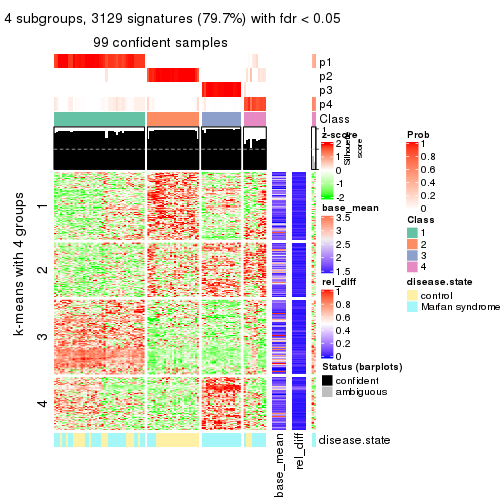 4 subgroups, 3129 signatures (79.7%) with fdr < 0.05
99 confident samples
p1
p2
p3
p4
Class
1
0.5
0
Silhouette score
k-means with 4 groups
1
2
3
4
base_mean
rel_diff
disease.state
z-score
2
1
0
-1
-2
base_mean
3.5
3
2.5
2
1.5
rel_diff
1
0.8
0.6
0.4
0.2
0
Status (barplots)
confident
ambiguous
Prob
1
0.8
0.6
0.4
0.2
0
Class
1
2
3
4
disease.state
control
Marfan syndrome